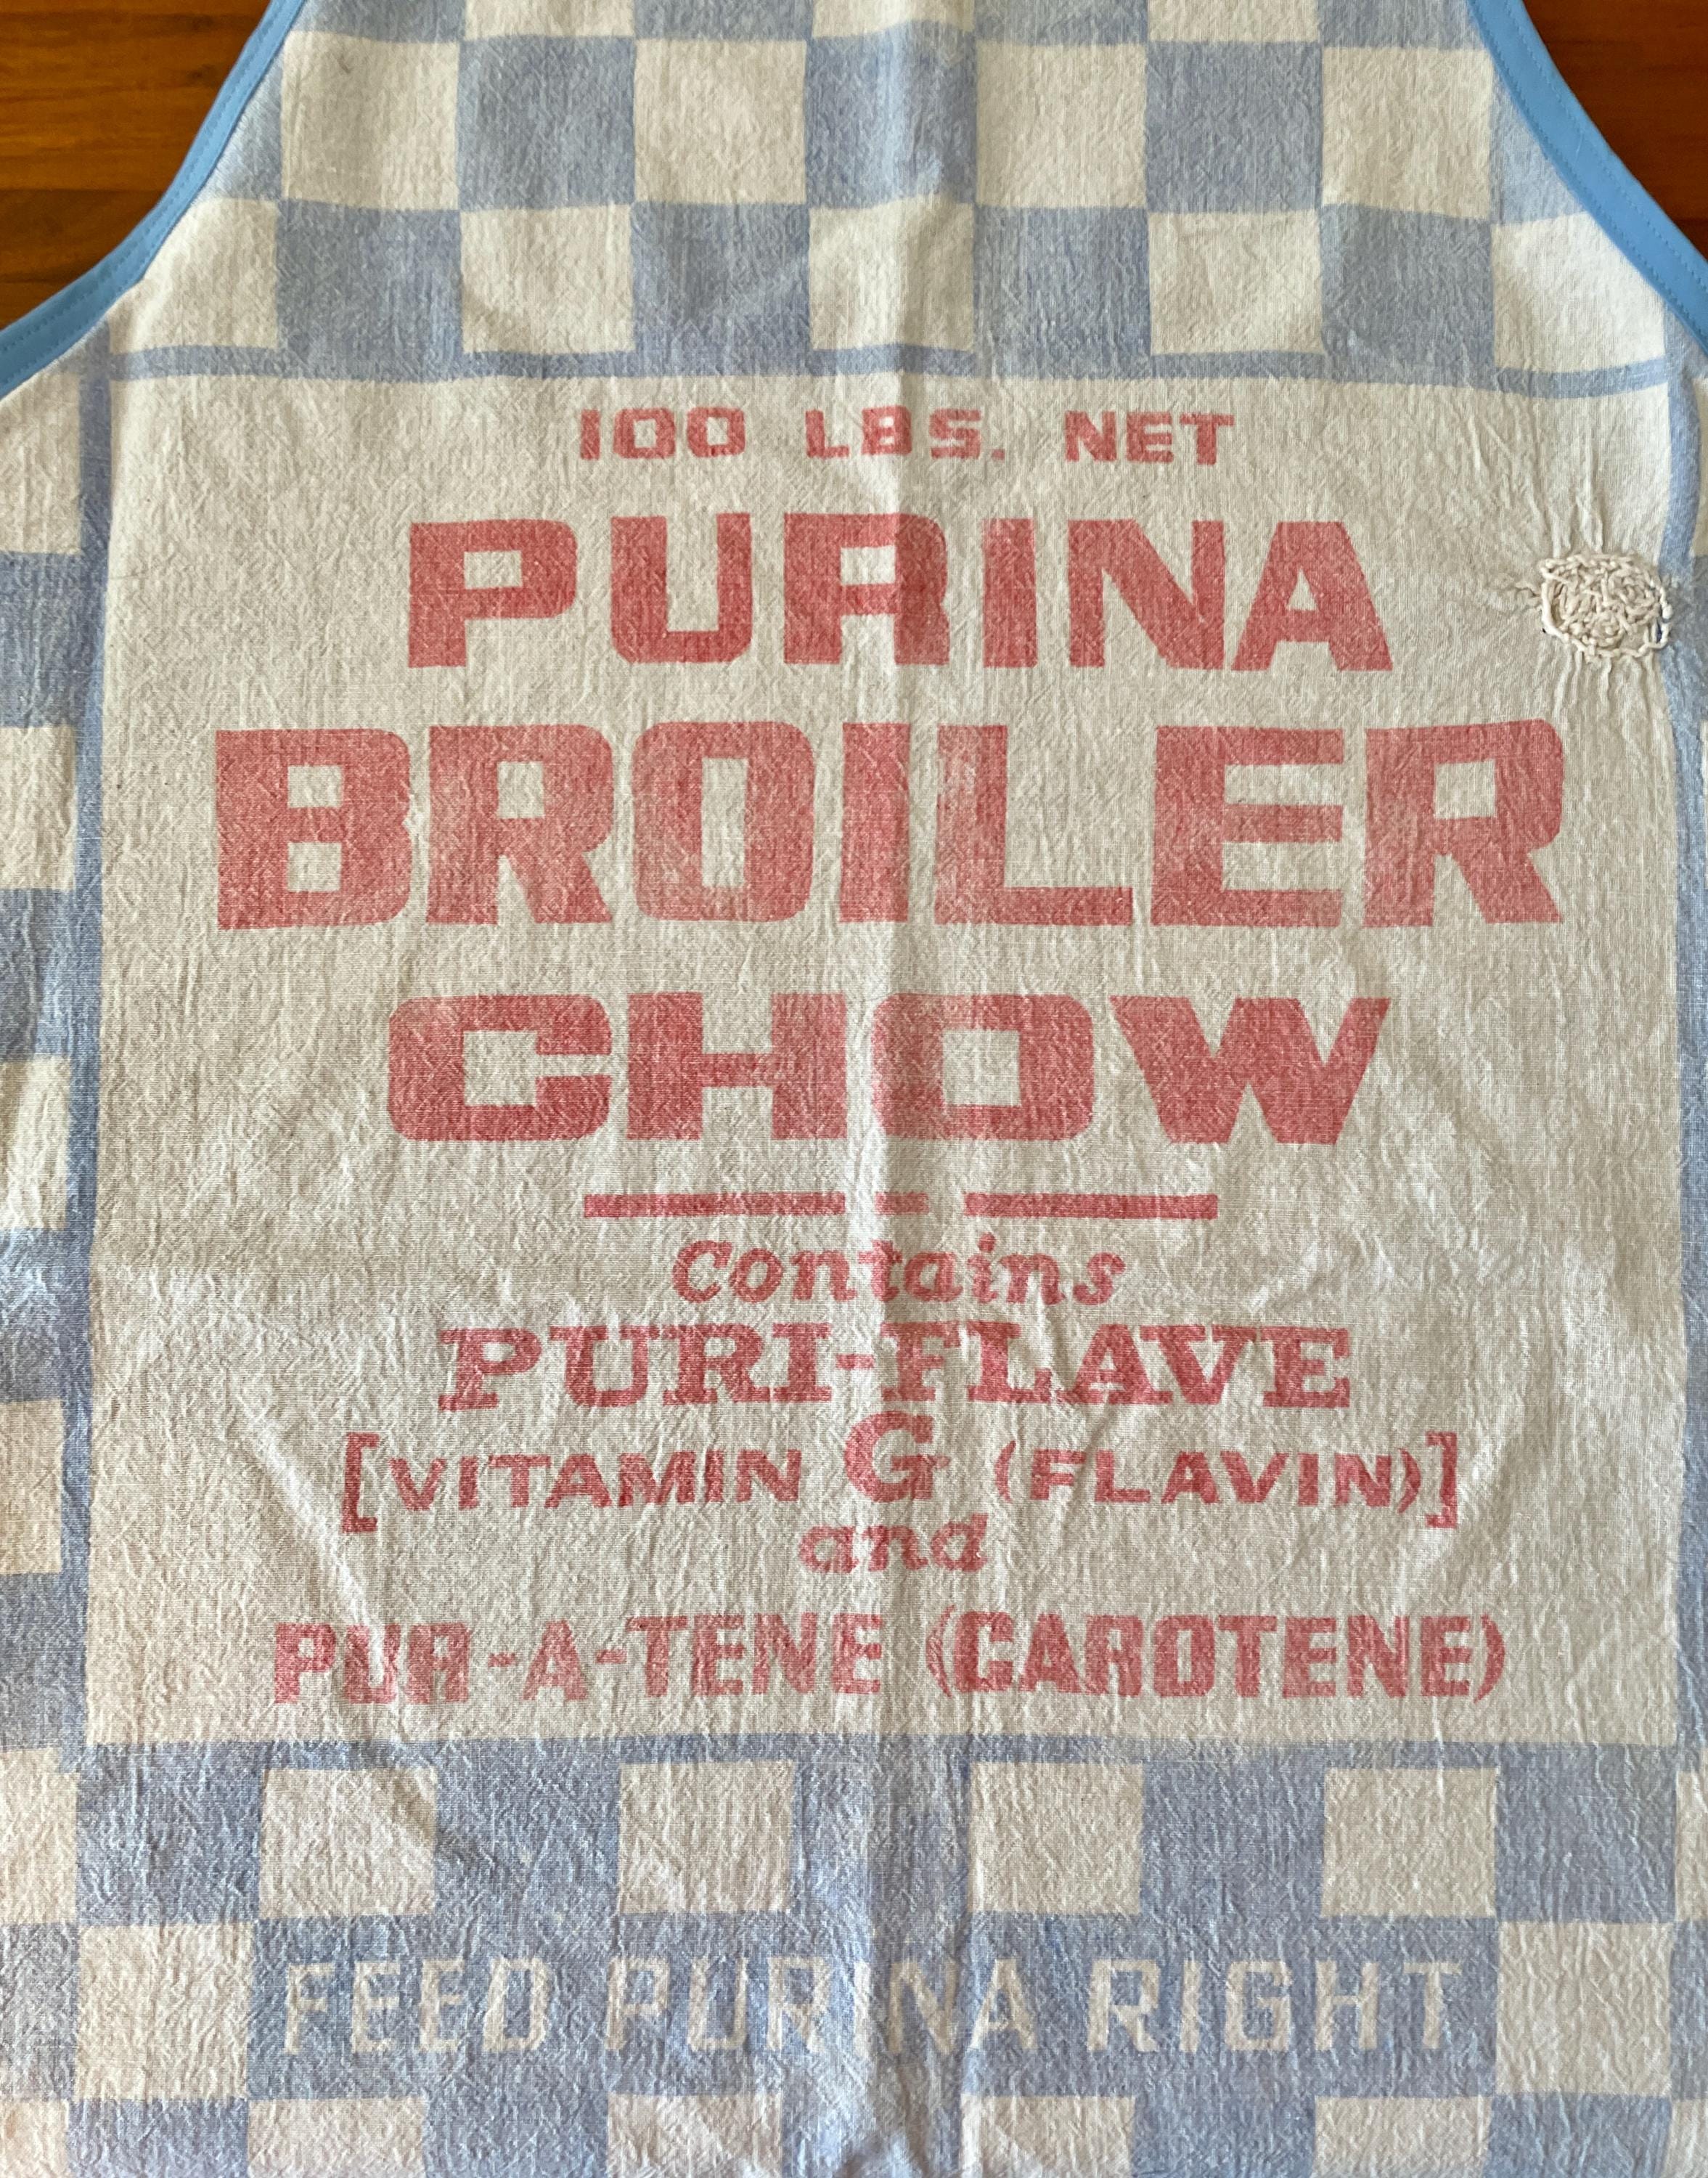 100 LBS. NET
PURINA
BROILER
CHOW
Contains
PURI-FLAVE
[VITAMIN G (FLAVIN)]
and
PUR-A-TENE (CAROTENE)
FEED PURINA RIGHT